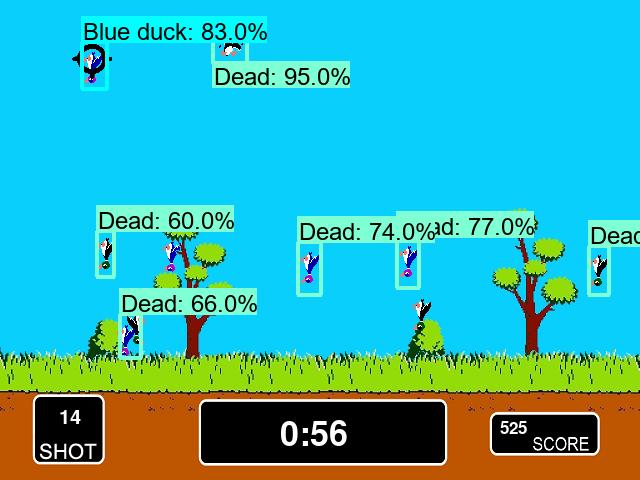 Blue duck: 83.0%
Dead: 95.0%
Dead: 60.0%
Dead: 74.0%
ad: 77.0%
Dead
Dead: 66.0%
14
SHOT
0:56
525
SCORE